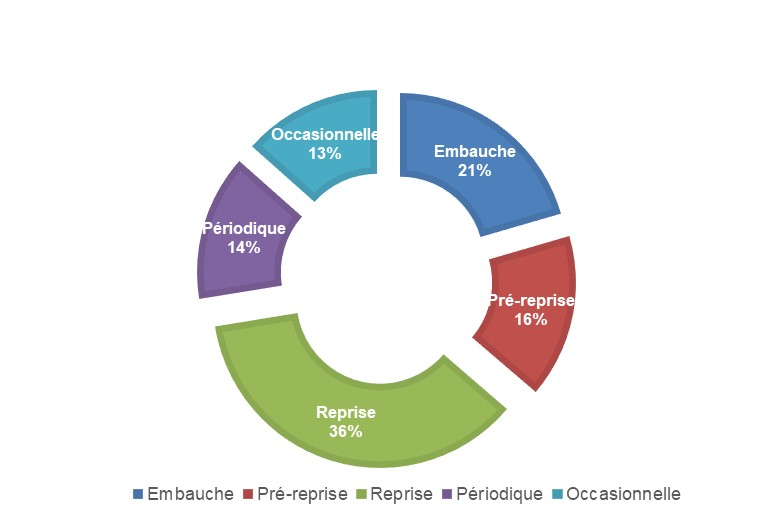 Occasionnelle
13%
Embauche
21%
Périodique
14%
Pré-reprise
16%
Reprise
36%
Embauche Pré-reprise Reprise Périodique Occasionnelle